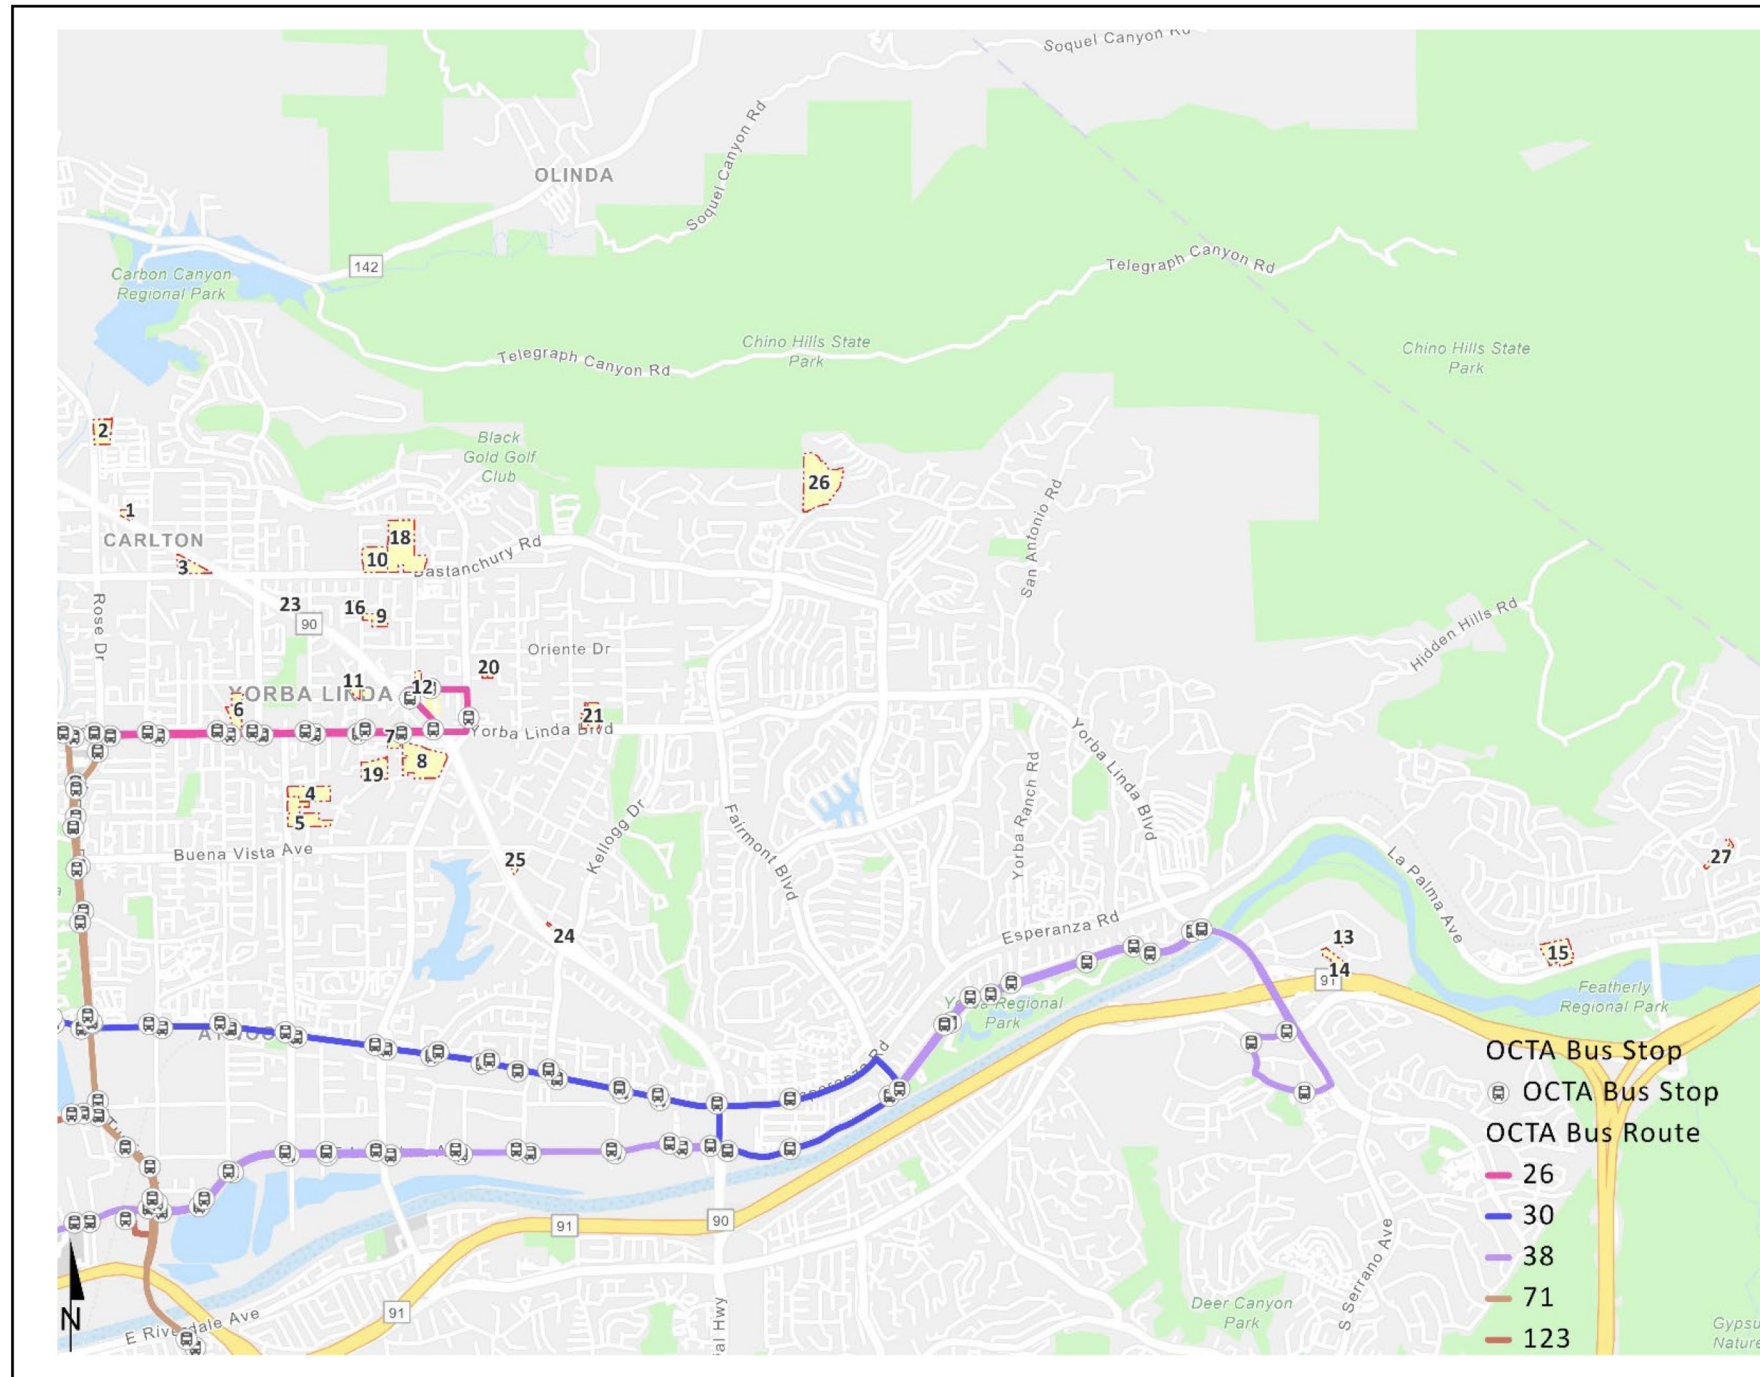 Soquel Canyon Rd
OLINDA
Soquel Canyon Rd
142
Carbon Canyon
Regional Park
Telegraph Canyon Rd
Telegraph Canyon Rd
Chino Hills State
Park
Chino Hills State
Park
2
Black
Gold Golf
Club
26
1
CARLTON
18
10
3
Bastanchury Rd
San Antonio Rd
Rose Dr
23
90
16
9
Oriente Dr
Hidden Hills Rd
20
11
12
YORBA LINDA
6
21
7
Yorba Linda Blvd
Yorba Linda Blvd
8
19
4
5
Buena Vista Ave
25
Kellogg Dr
Fairmont Blvd
Yorba Ranch Rd
La Palma Ave
27
24
Esperanza Rd
13
14
91
15
Featherly
Regional Park
Regional
Park
Esperanza Rd
91
90
91
E Riverdale Ave
Deer Canyon
Park
S Serrano Ave
N
OCTA Bus Stop
OCTA Bus Stop
OCTA Bus Route
26
30
38
71
123